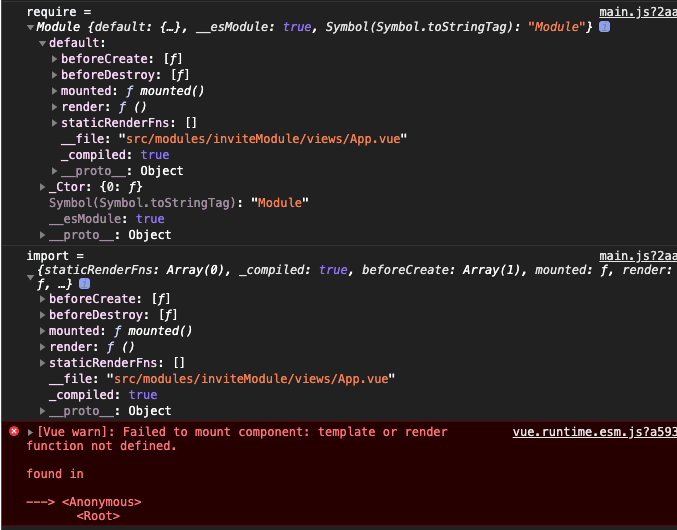 require = main.js?2aa
▼Module {default: {…}, __esModule: true, Symbol(Symbol.toStringTag): "Module"} i
▼default:
▶beforeCreate: [ƒ]
▶beforeDestroy: [ƒ]
▶mounted: ƒ mounted()
▶render: ƒ ()
▶staticRenderFns: []
__file: "src/modules/inviteModule/views/App.vue"
_compiled: true
▶__proto__: Object
▶_Ctor: {0: ƒ}
Symbol(Symbol.toStringTag): "Module"
__esModule: true
▶__proto__: Object
import = main.js?2aa
{staticRenderFns: Array(0), _compiled: true, beforeCreate: Array(1), mounted: ƒ, render:
▼ƒ, …} i
▶beforeCreate: [ƒ]
▶beforeDestroy: [ƒ]
▶mounted: ƒ mounted()
▶render: ƒ ()
▶staticRenderFns: []
__file: "src/modules/inviteModule/views/App.vue"
_compiled: true
▶__proto__: Object
▶[Vue warn]: Failed to mount component: template or render vue.runtime.esm.js?a593
function not defined.
found in
---> <Anonymous>
<Root>